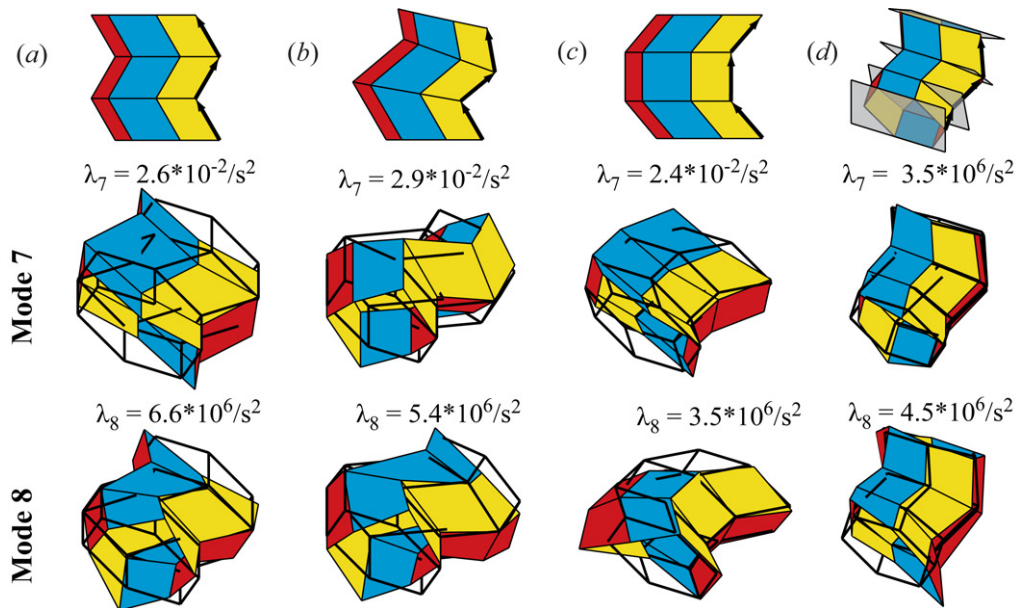 (a) (b) (c) (d)
λ₇ = 2.6*10⁻²/s² λ₇ = 2.9*10⁻²/s² λ₇ = 2.4*10⁻²/s² λ₇ = 3.5*10⁶/s²
Mode 7
λ₈ = 6.6*10⁶/s² λ₈ = 5.4*10⁶/s² λ₈ = 3.5*10⁶/s² λ₈ = 4.5*10⁶/s²
Mode 8